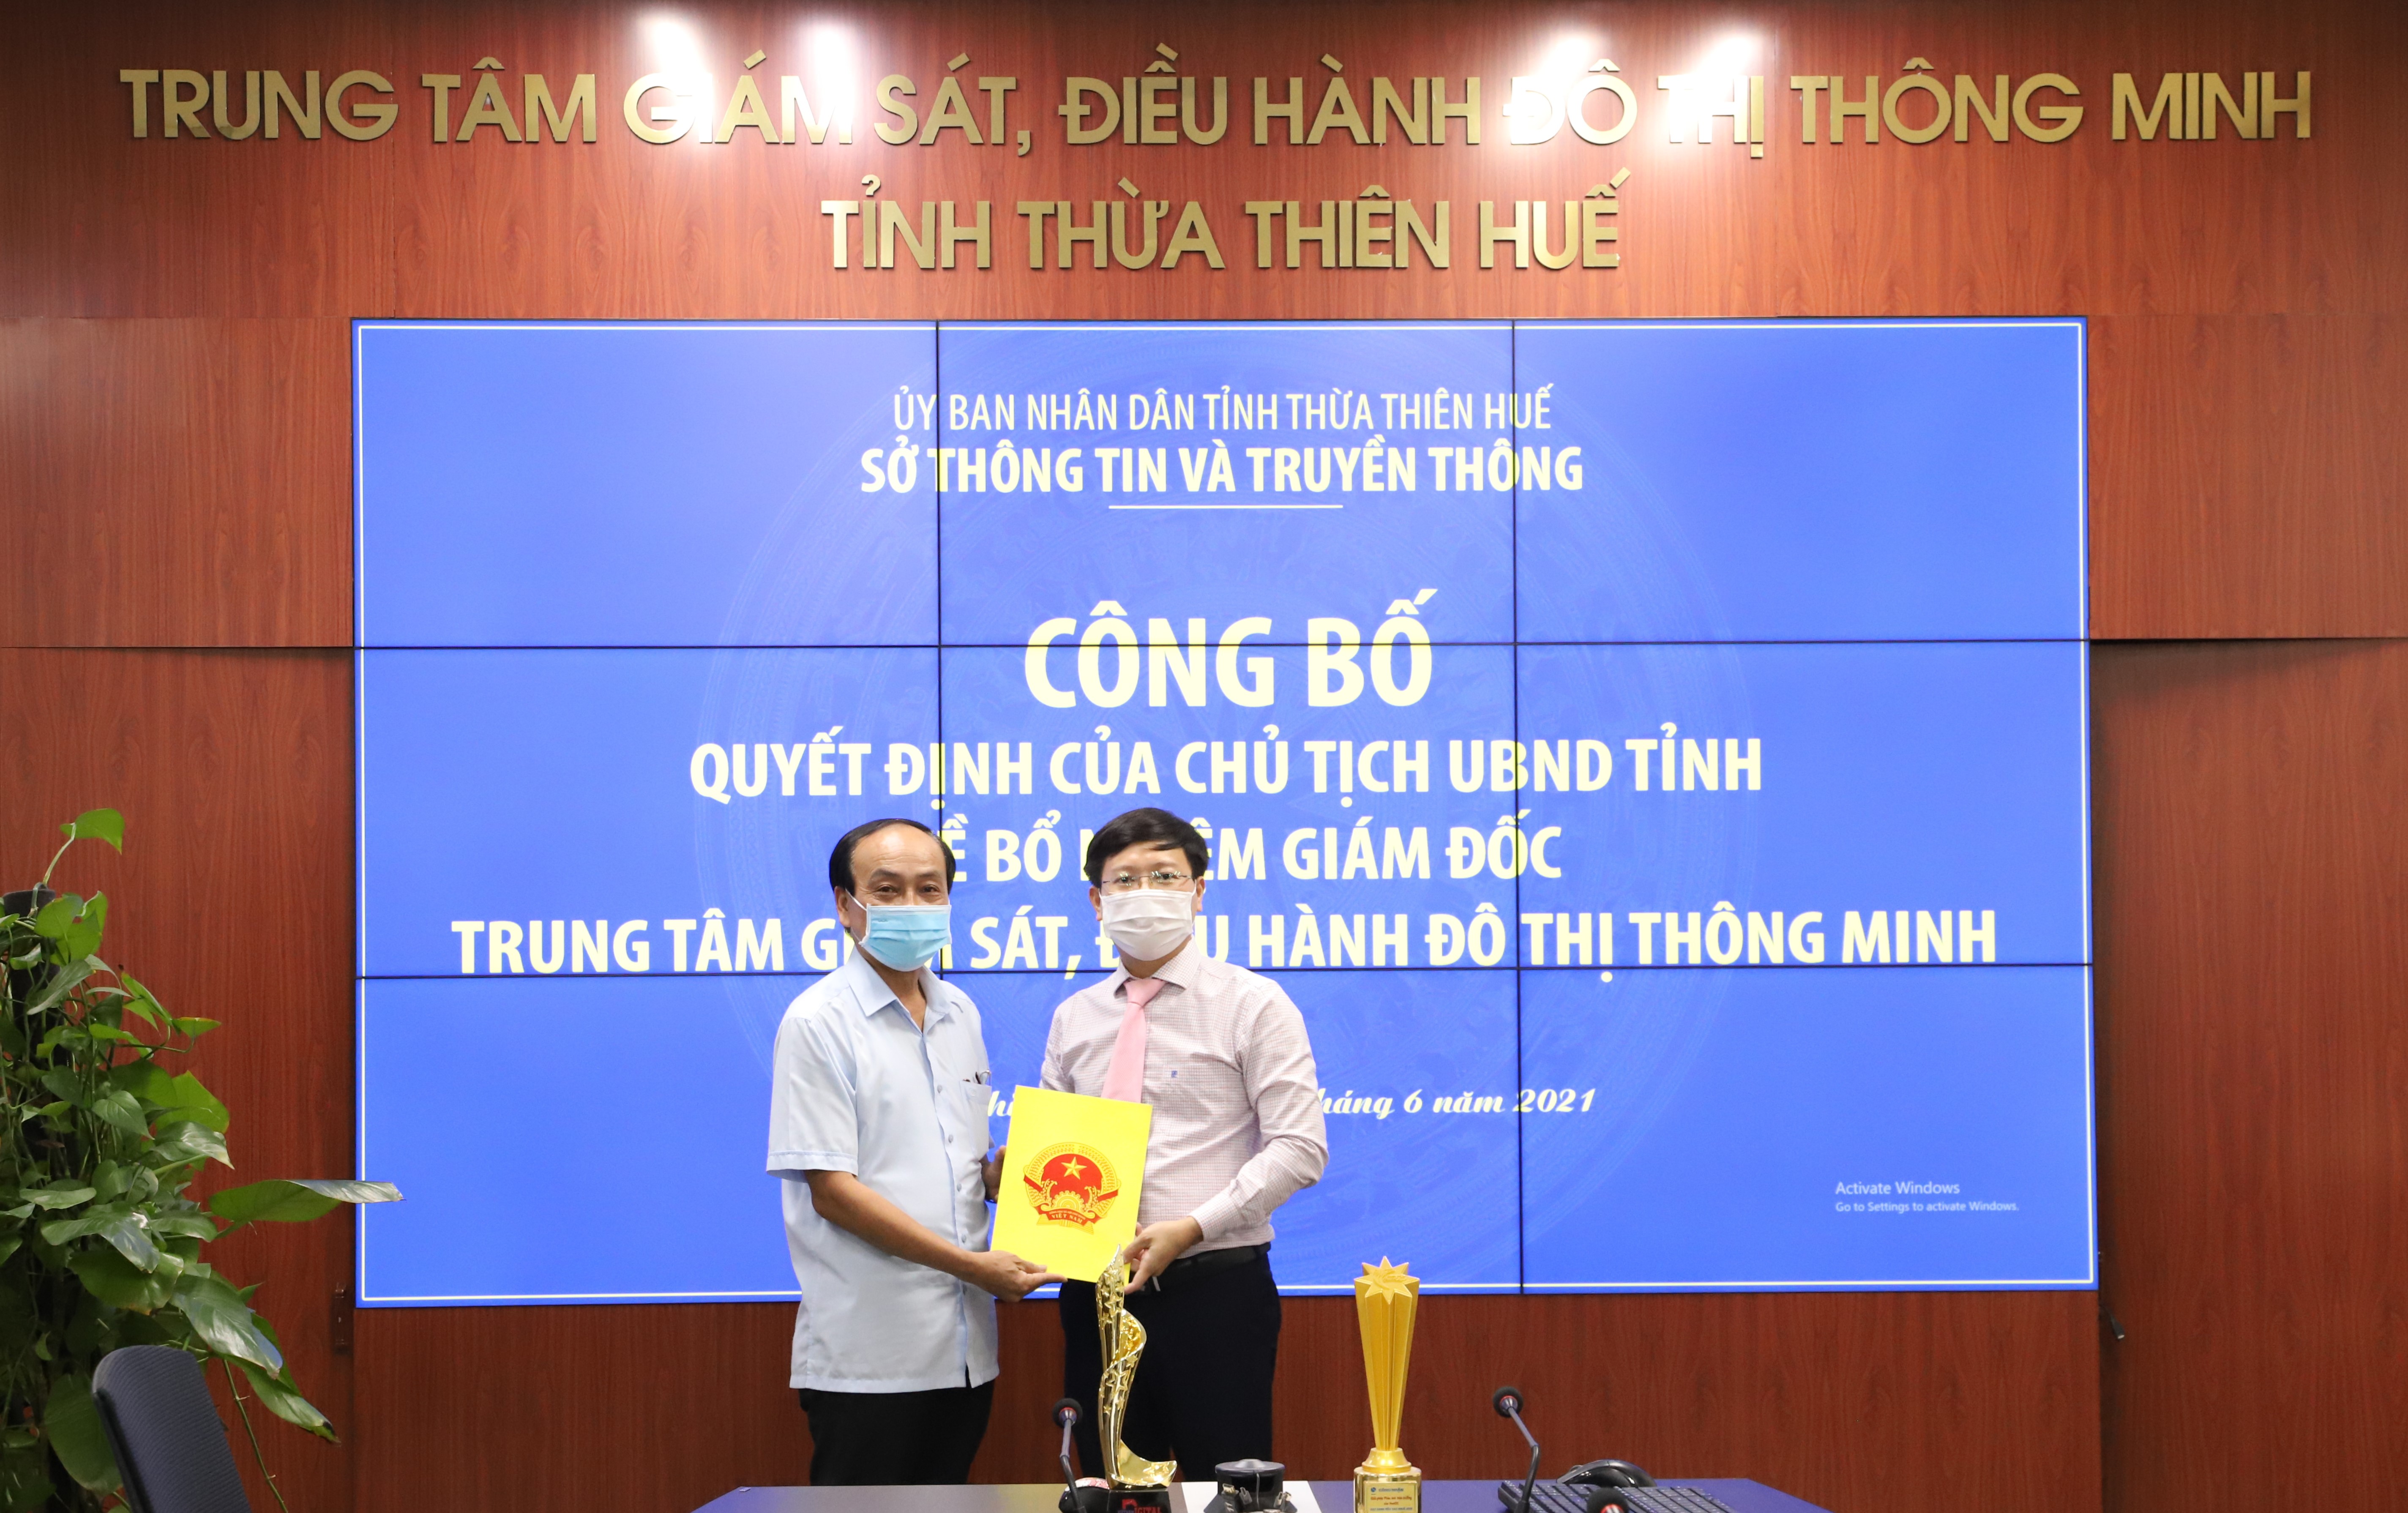 TRUNG TÂM GIÁM SÁT, ĐIỀU HÀNH ĐÔ THỊ THÔNG MINH
TỈNH THỪA THIÊN HUẾ
ỦY BAN NHÂN DÂN TỈNH THỪA THIÊN HUẾ
SỞ THÔNG TIN VÀ TRUYỀN THÔNG
CÔNG BỐ
QUYẾT ĐỊNH CỦA CHỦ TỊCH UBND TỈNH
BỔ GIÁM ĐỐC
TRUNG TÂM SÁT, HÀNH ĐÔ THỊ THÔNG MINH
6 năm 2021
Activate Windows
Go to Settings to activate Windows.
VIỆT NAM